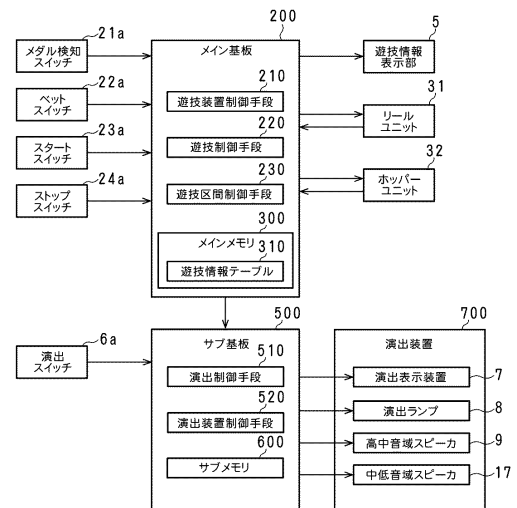 21a
メダル検知
スイッチ
22a
ベット
スイッチ
23a
スタート
スイッチ
24a
ストップ
スイッチ
200
メイン基板
210
遊技装置制御手段
220
遊技制御手段
230
遊技区間制御手段
300
メインメモリ
310
遊技情報テーブル
5
遊技情報
表示部
31
リール
ユニット
32
ホッパー
ユニット
6a
演出
スイッチ
500
サブ基板
510
演出制御手段
520
演出装置制御手段
600
サブメモリ
700
演出装置
演出表示装置
7
演出ランプ
8
高中音域スピーカ
9
中低音域スピーカ
17